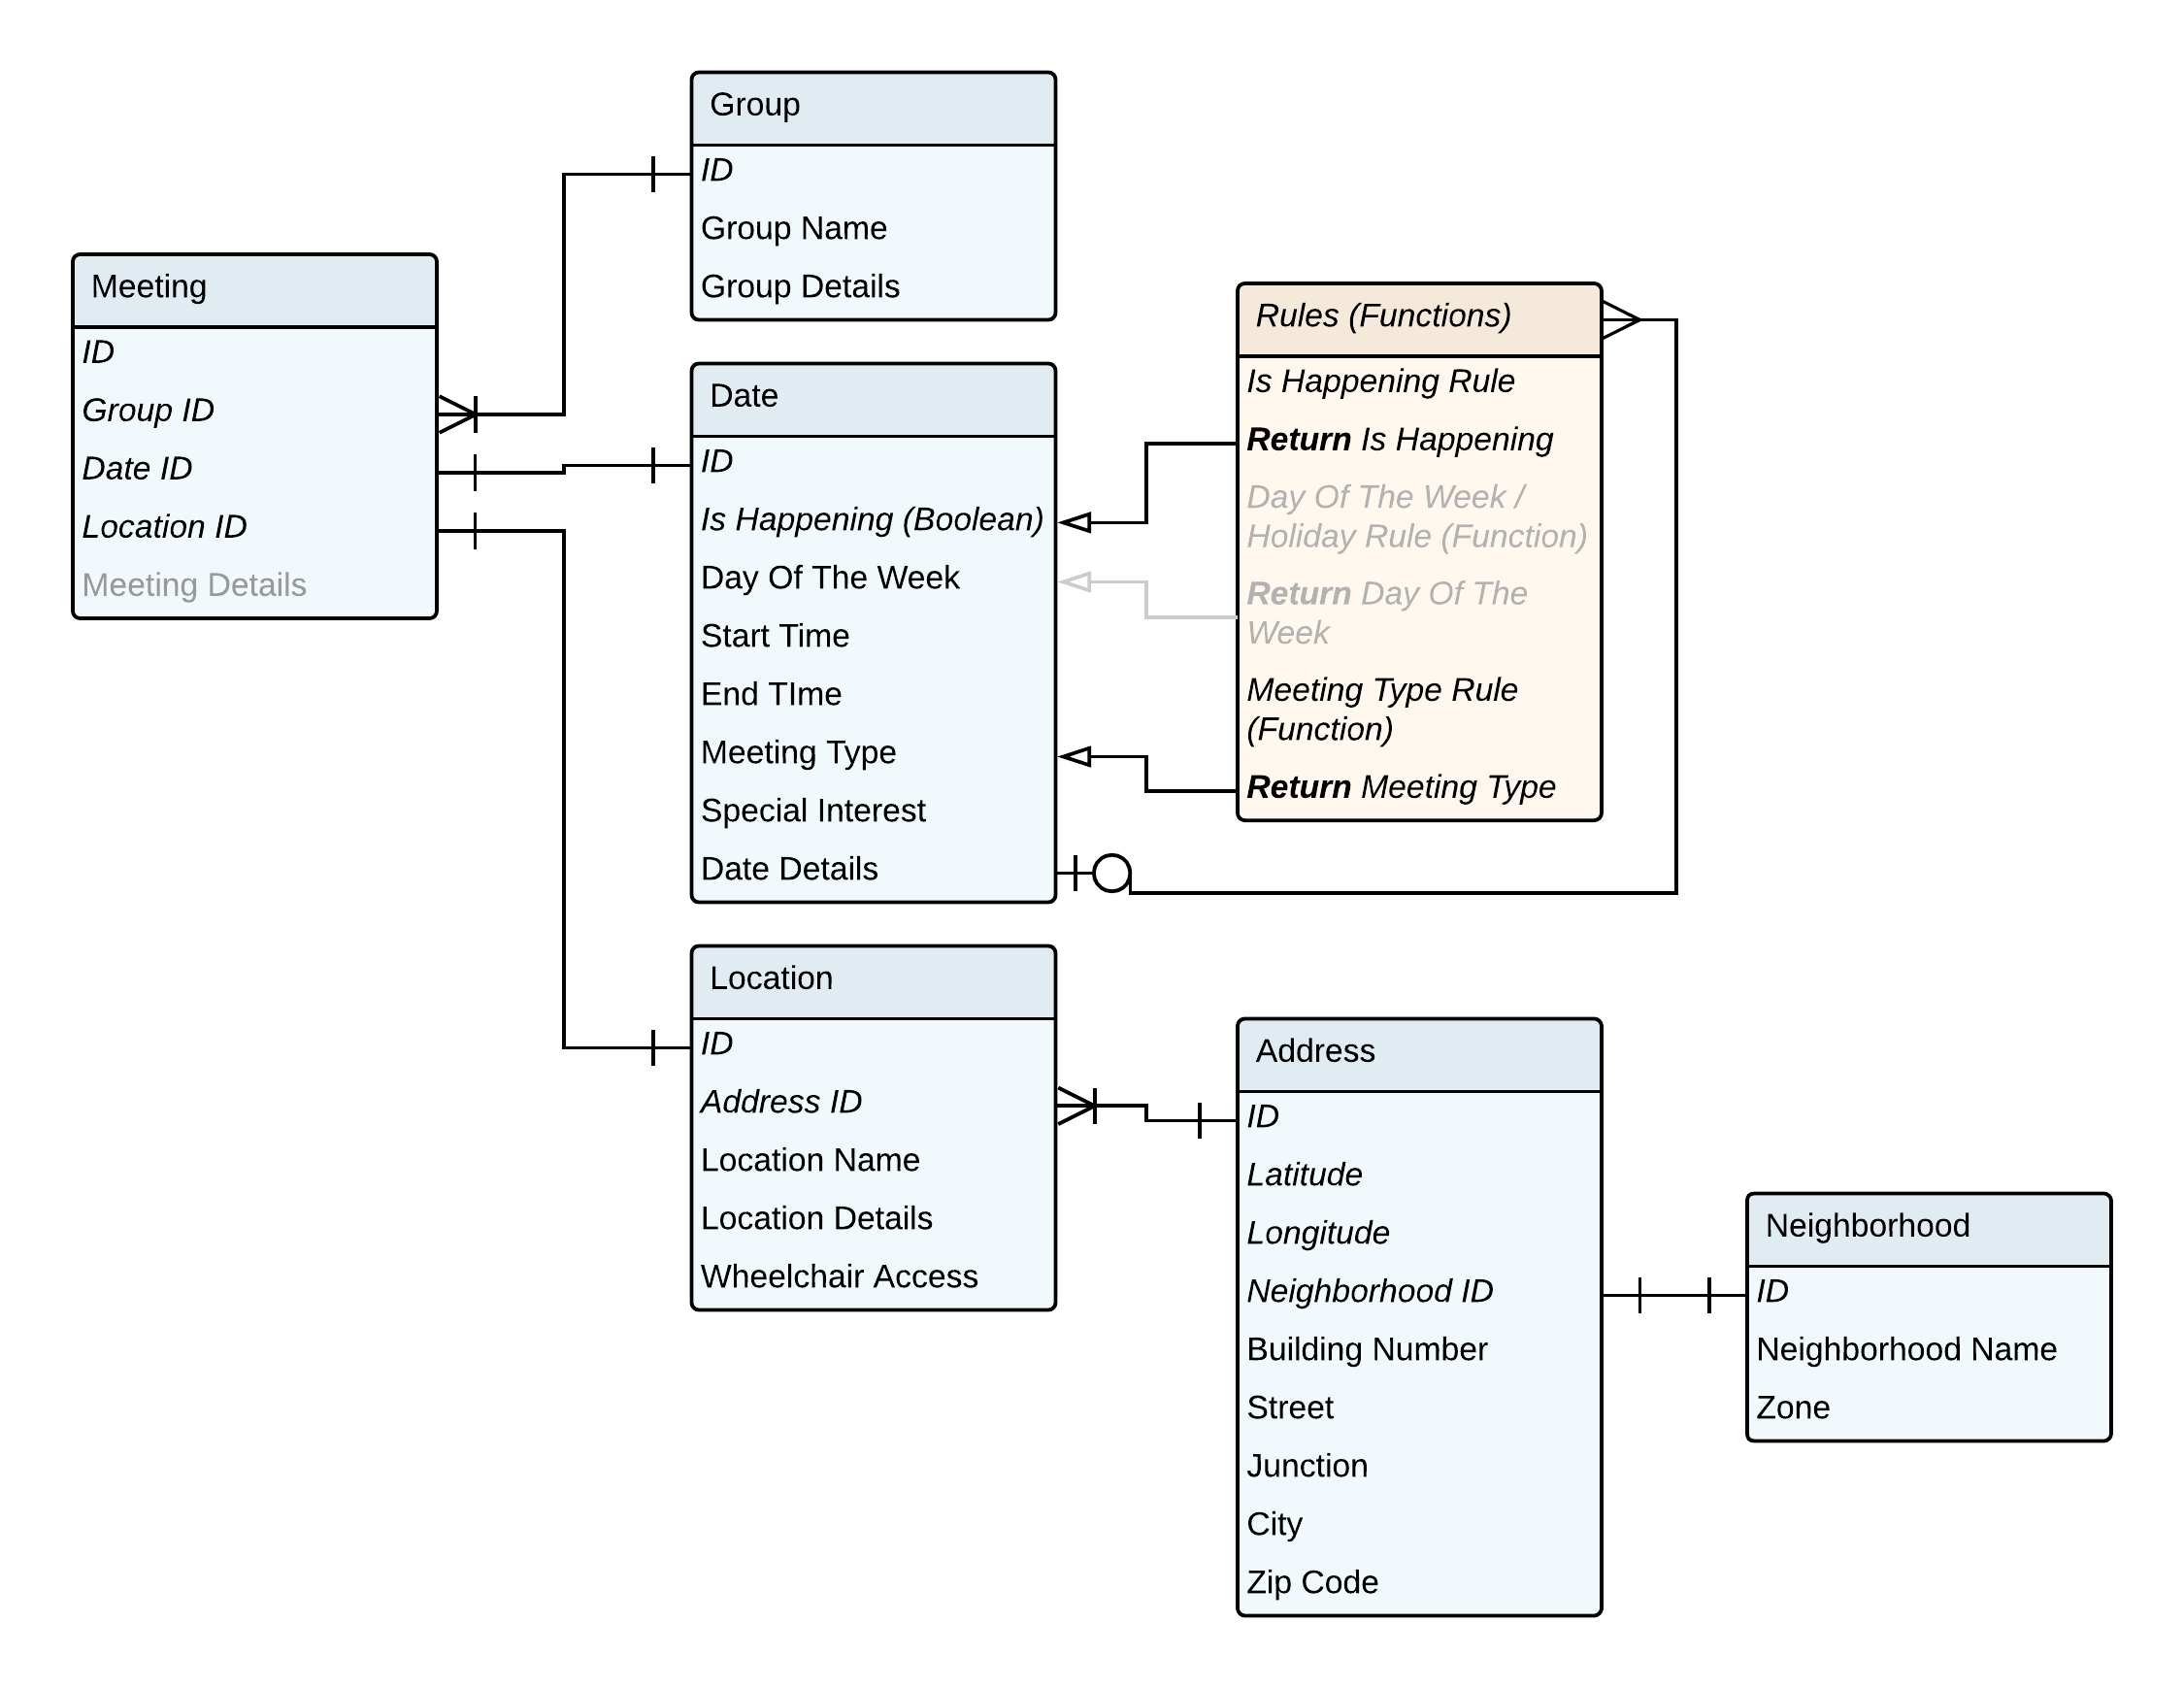 Group
ID
Group Name
Group Details
Meeting
ID
Group ID
Date ID
Location ID
Meeting Details
Date
ID
Is Happening (Boolean)
Day Of The Week
Start Time
End TIme
Meeting Type
Special Interest
Date Details
Rules (Functions)
Is Happening Rule
Return Is Happening
Day Of The Week /
Holiday Rule (Function)
Return Day Of The
Week
Meeting Type Rule
(Function)
Return Meeting Type
Location
ID
Address ID
Location Name
Location Details
Wheelchair Access
Address
ID
Latitude
Longitude
Neighborhood ID
Building Number
Street
Junction
City
Zip Code
Neighborhood
ID
Neighborhood Name
Zone